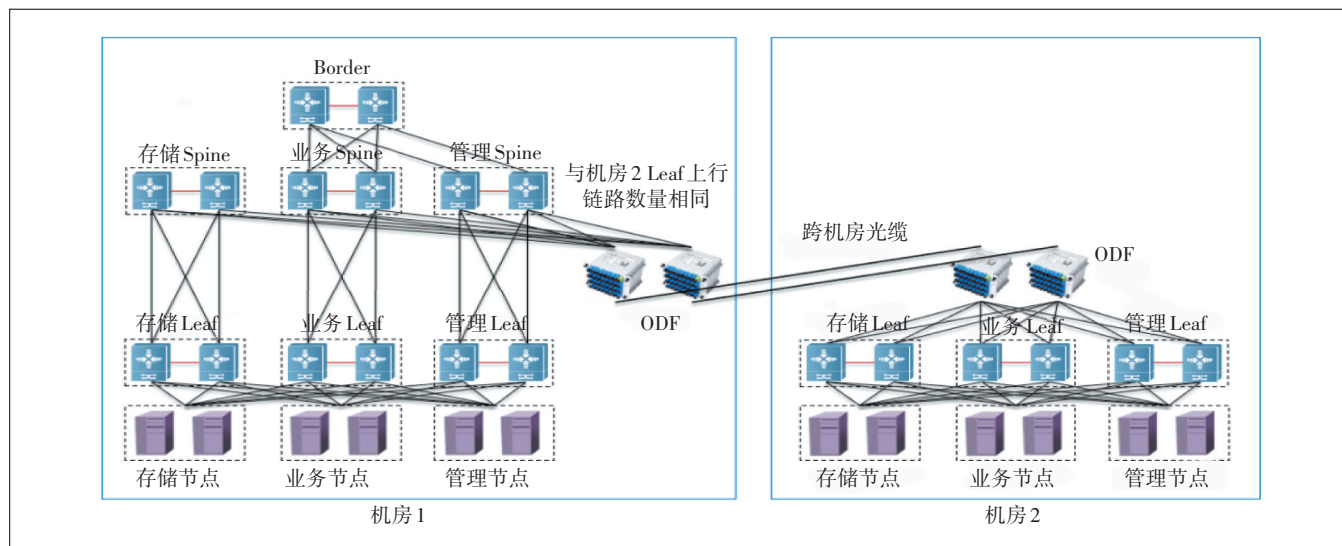 Border
存储Spine
业务Spine
管理Spine
与机房2 Leaf上行
链路数量相同
跨机房光缆
ODF
ODF
存储Leaf
业务Leaf
管理Leaf
存储Leaf
业务Leaf
管理Leaf
存储节点
业务节点
管理节点
存储节点
业务节点
管理节点
机房1
机房2